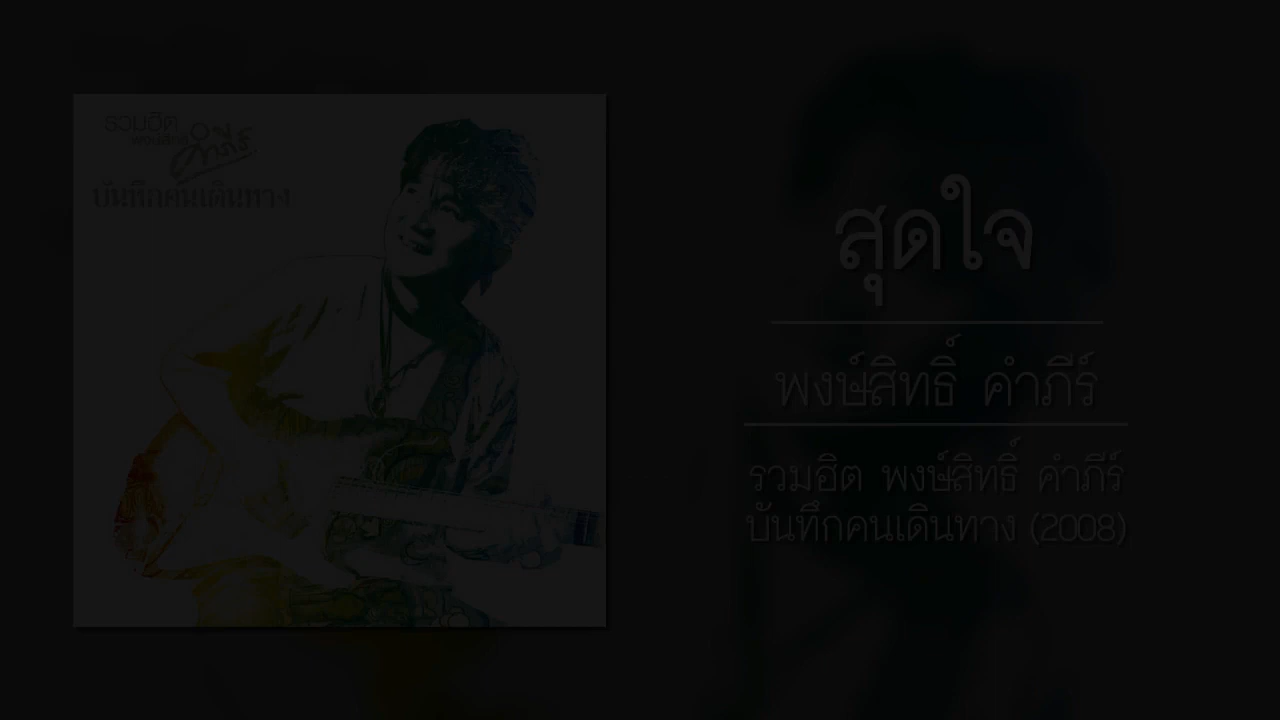 รวมฮิต
พงษ์สิทธิ์
คำภีร์
บันทึกคนเดินทาง
สุดใจ
พงษ์สิทธิ์ คำภีร์
รวมฮิต พงษ์สิทธิ์ คำภีร์
บันทึกคนเดินทาง (2008)